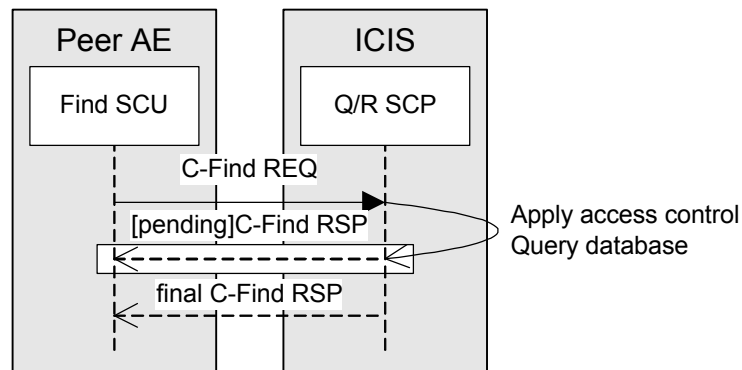 Peer AE
ICIS
Find SCU
Q/R SCP
C-Find REQ
[pending]C-Find RSP
Apply access control
Query database
final C-Find RSP